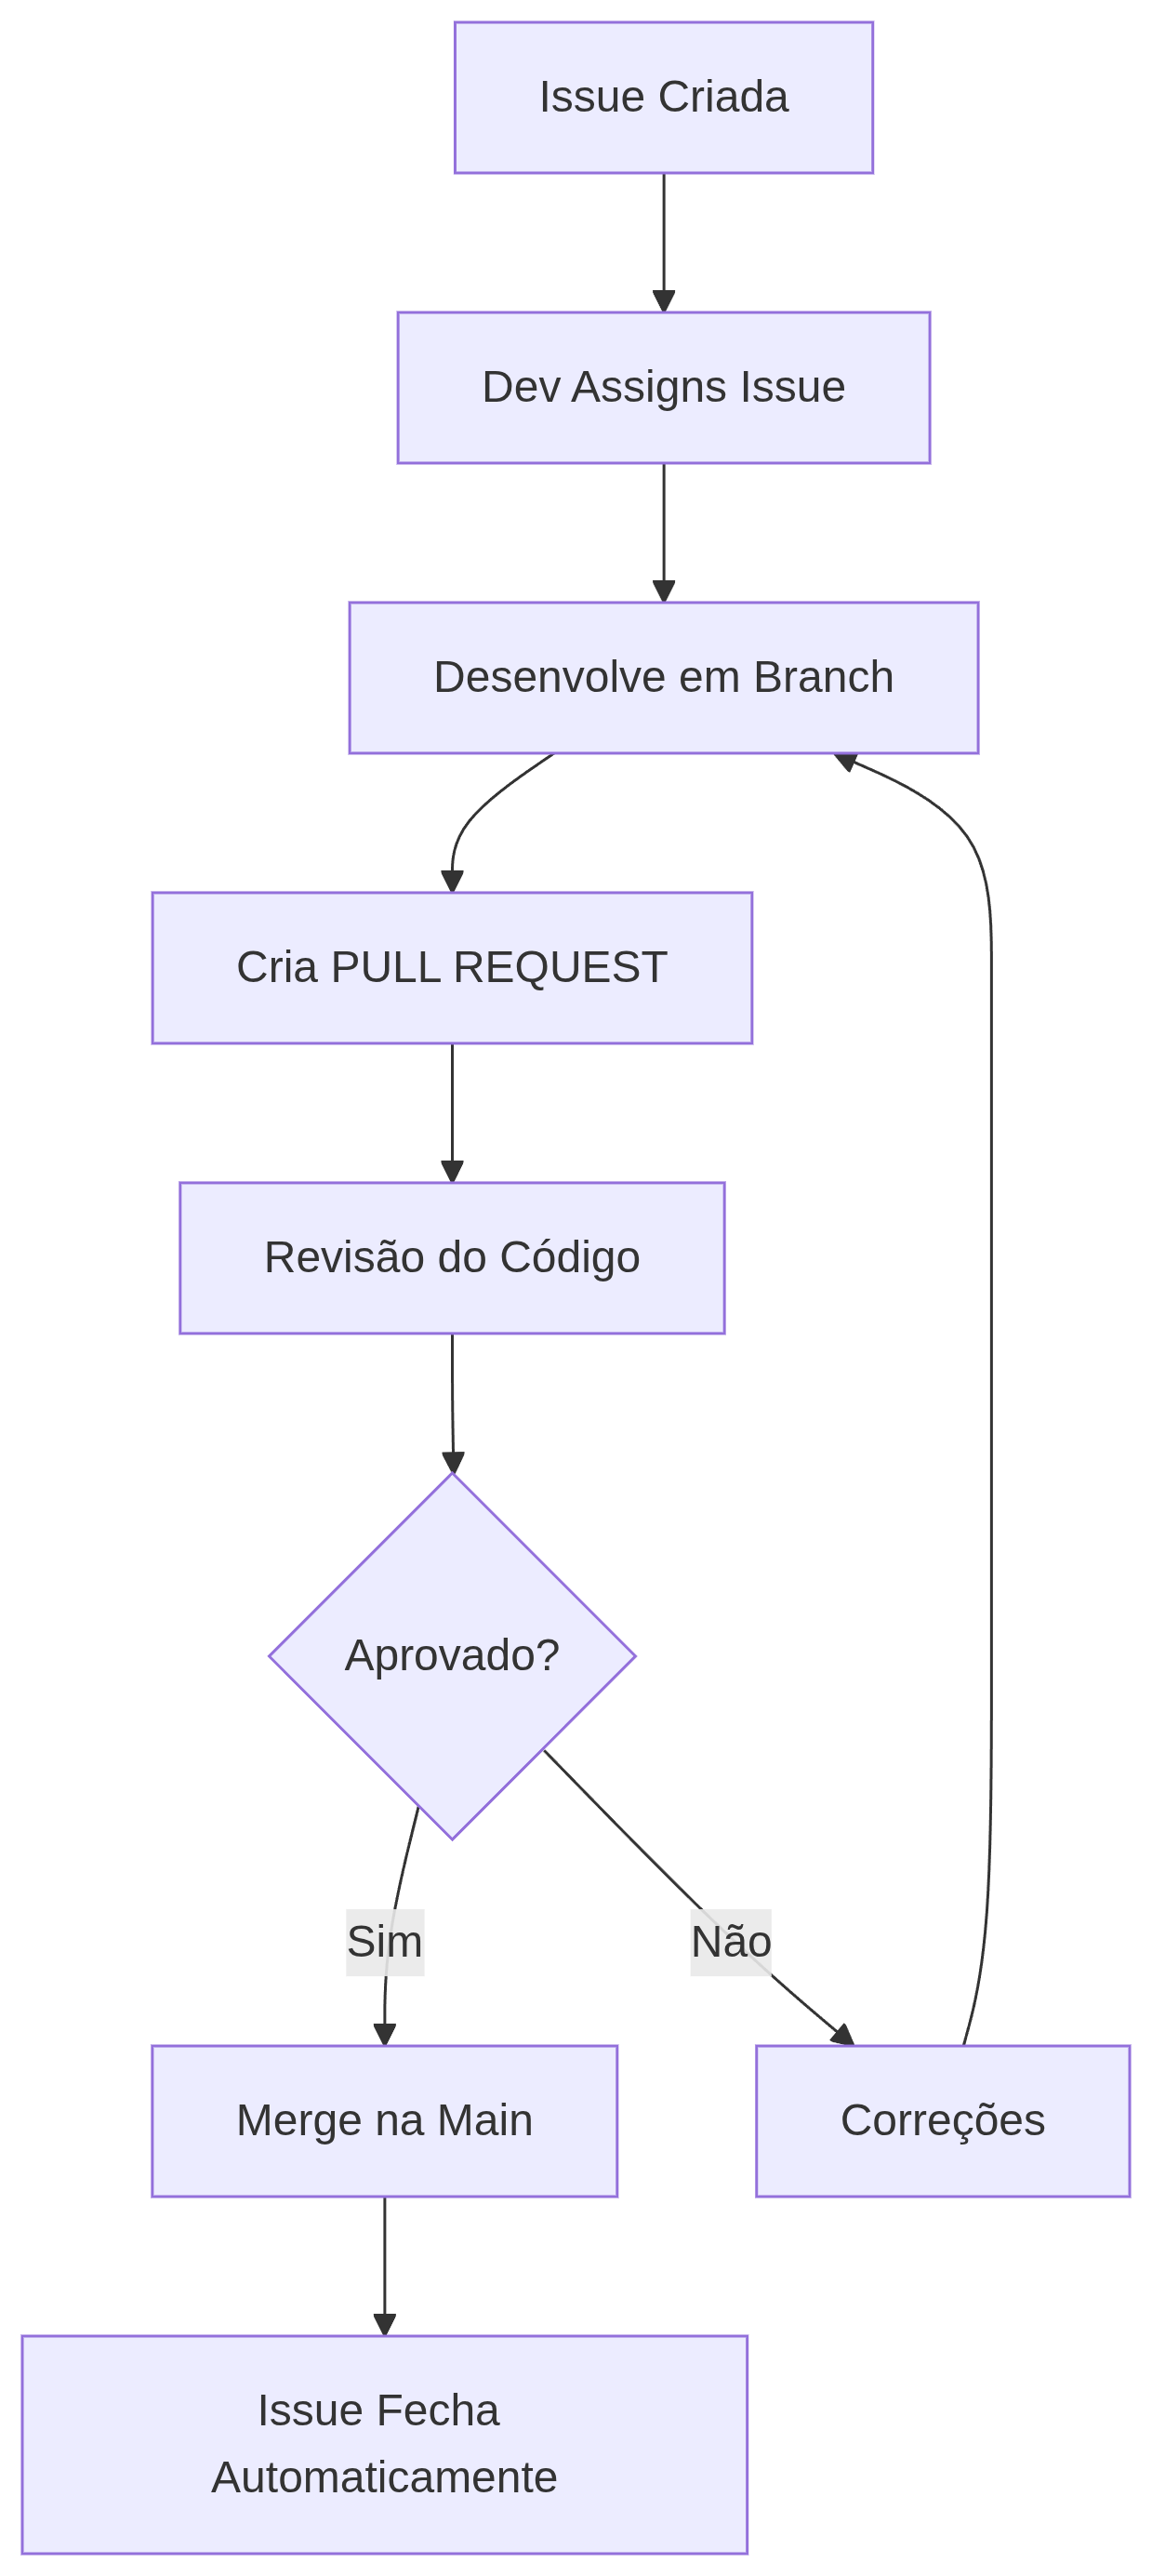 Issue Criada
Dev Assigns Issue
Desenvolve em Branch
Cria PULL REQUEST
Revisão do Código
Aprovado?
Sim
Não
Merge na Main
Correções
Issue Fecha
Automaticamente